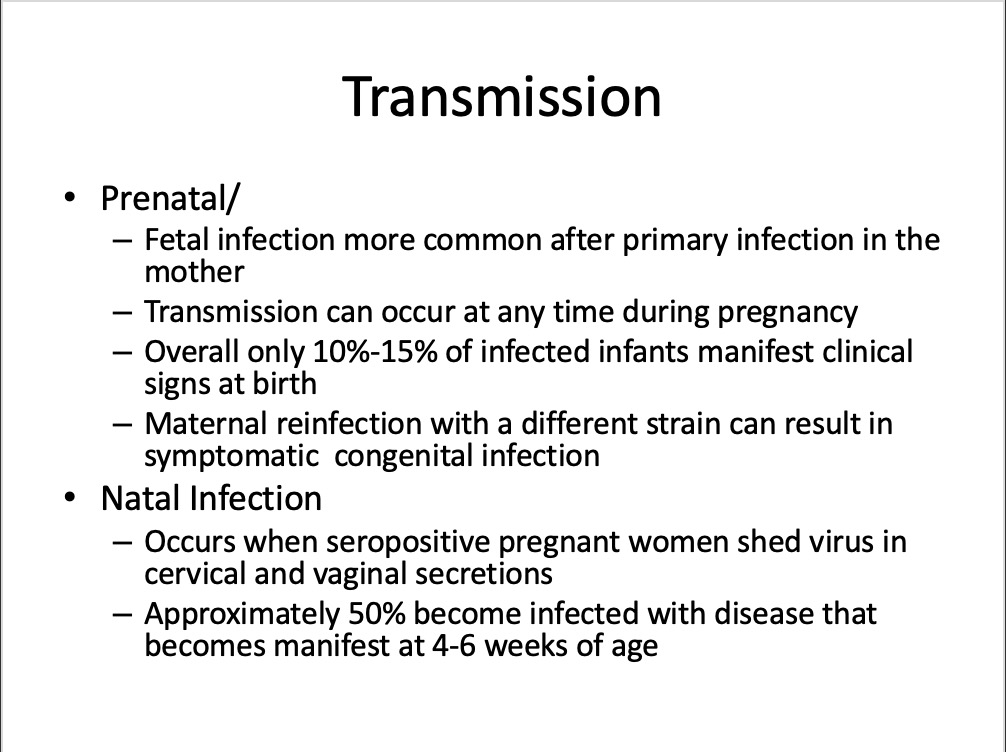 Transmission
• Prenatal/
– Fetal infection more common after primary infection in the
mother
– Transmission can occur at any time during pregnancy
– Overall only 10%-15% of infected infants manifest clinical
signs at birth
– Maternal reinfection with a different strain can result in
symptomatic  congenital infection
• Natal Infection
– Occurs when seropositive pregnant women shed virus in
cervical and vaginal secretions
– Approximately 50% become infected with disease that
becomes manifest at 4-6 weeks of age